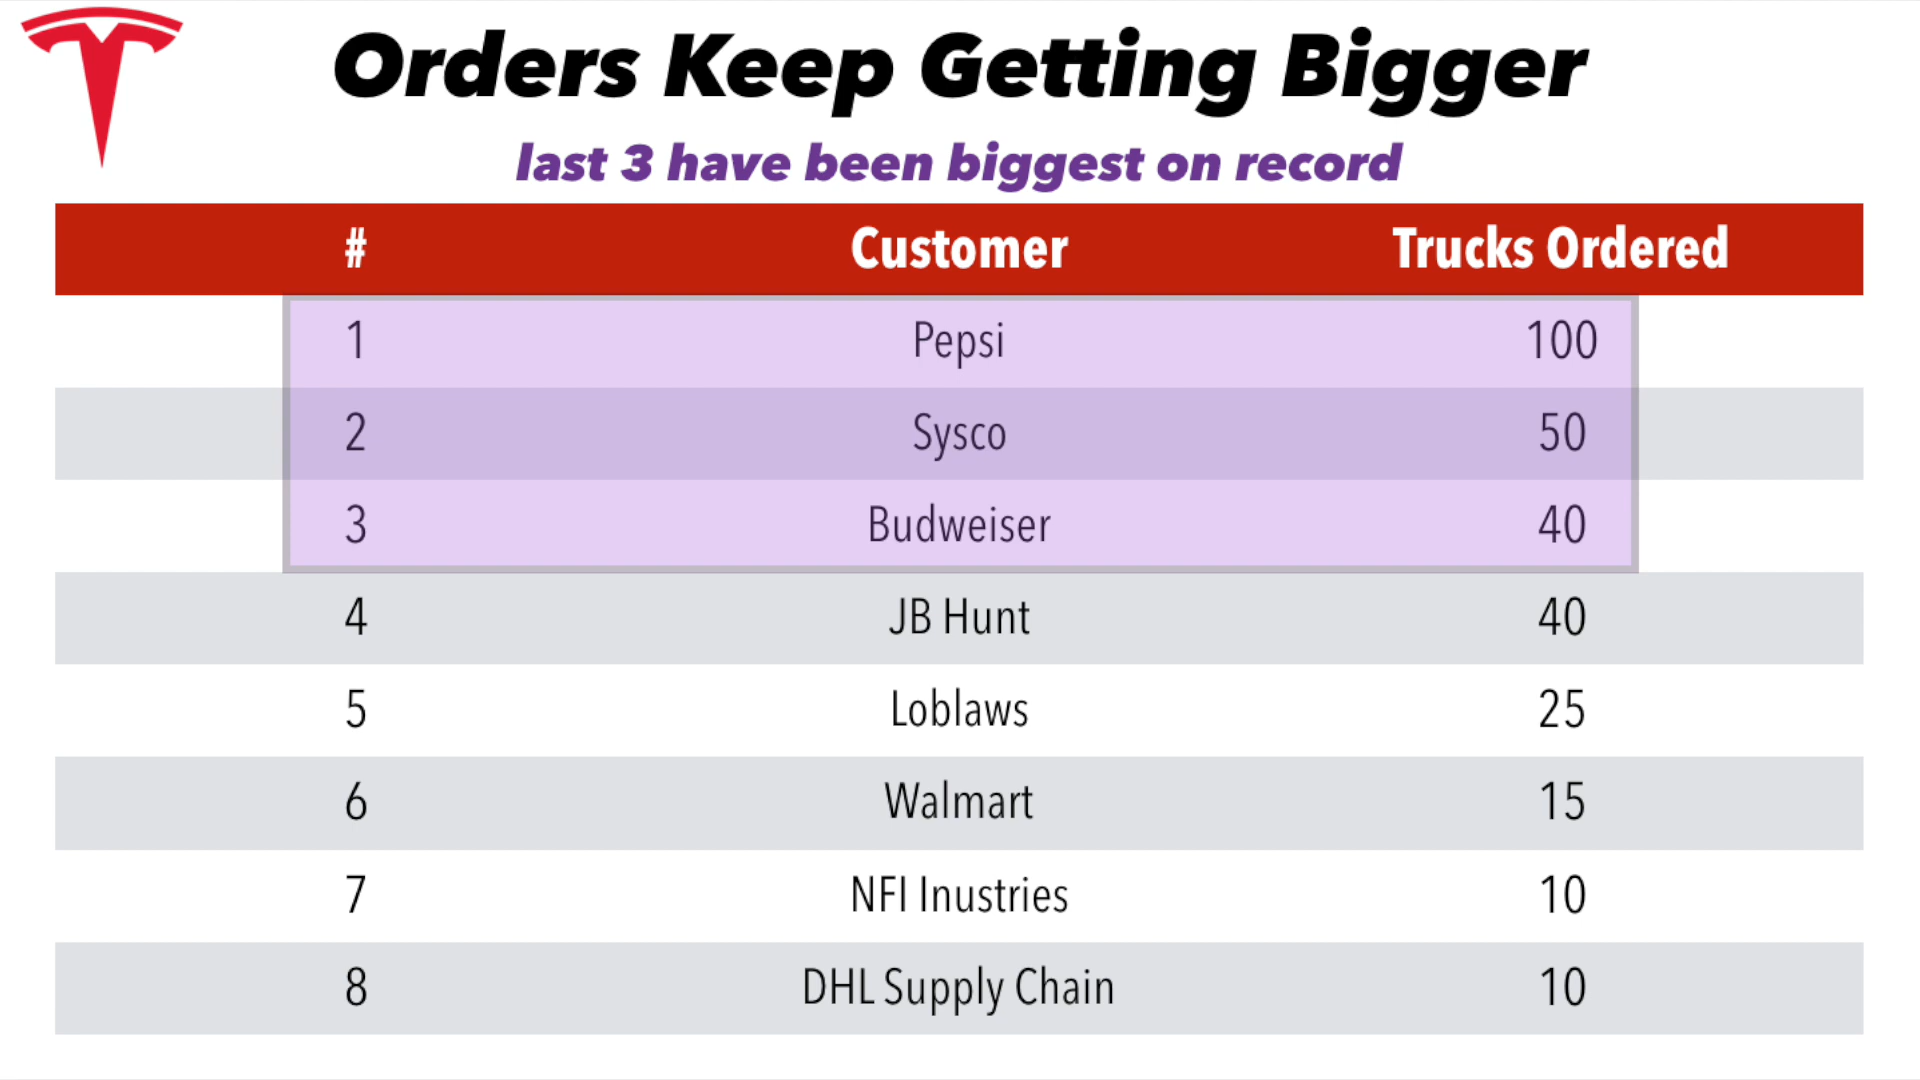 Orders Keep Getting Bigger
last 3 have been biggest on record
# Customer Trucks Ordered
1 Pepsi 100
2 Sysco 50
3 Budweiser 40
4 JB Hunt 40
5 Loblaws 25
6 Walmart 15
7 NFI Inustries 10
8 DHL Supply Chain 10